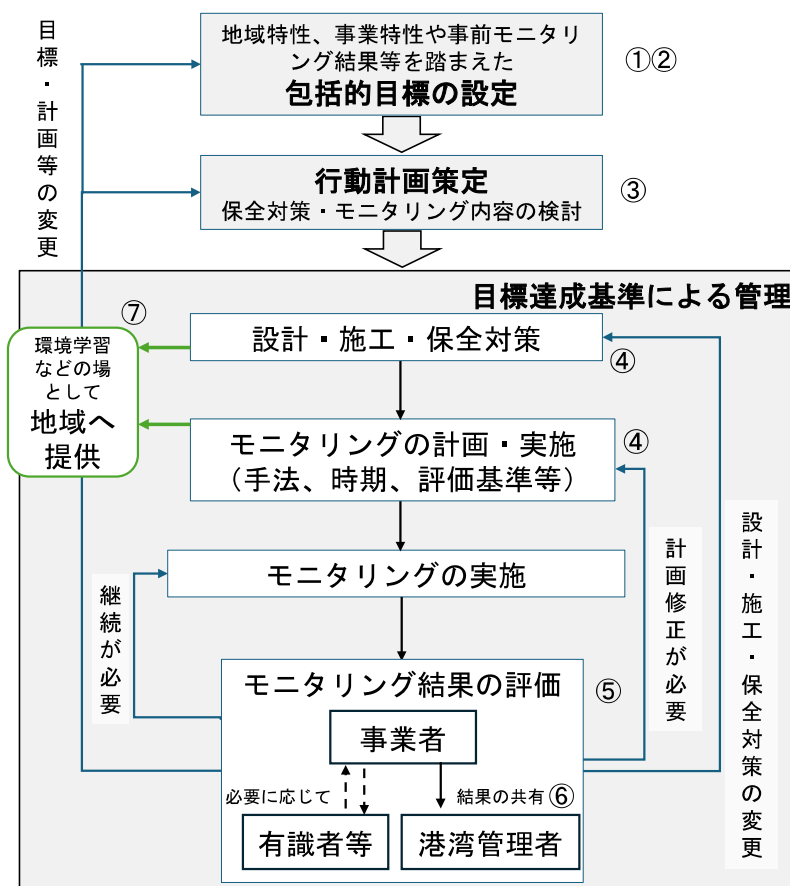 目標・計画等の変更
地域特性、事業特性や事前モニタリ
ング結果等を踏まえた
包括的目標の設定
①②
行動計画策定
保全対策・モニタリング内容の検討
③
目標達成基準による管理
⑦
環境学習
などの場
として
地域へ
提供
設計・施工・保全対策
④
モニタリングの計画・実施
(手法、時期、評価基準等)
④
モニタリングの実施
継続が必要
計画修正が必要
設計・施工・保全対策の変更
モニタリング結果の評価
⑤
事業者
必要に応じて
結果の共有⑥
有識者等
港湾管理者